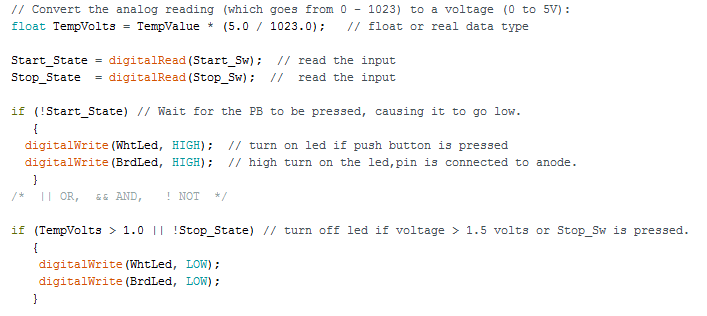 // Convert the analog reading (which goes from 0 - 1023) to a voltage (0 to 5V):
float TempVolts = TempValue * (5.0 / 1023.0);   // float or real data type
Start_State = digitalRead(Start_Sw);  // read the input
Stop_State  = digitalRead(Stop_Sw); //  read the input
if (!Start_State) // Wait for the PB to be pressed, causing it to go low.
   {
  digitalWrite(WhtLed, HIGH);  // turn on led if push button is pressed
  digitalWrite(BrdLed, HIGH);  // high turn on the led,pin is connected to anode.
   }
/*  || OR,  && AND,   ! NOT  */
if (TempVolts > 1.0 || !Stop_State) // turn off led if voltage > 1.5 volts or Stop_Sw is pressed.
   {
    digitalWrite(WhtLed, LOW);
    digitalWrite(BrdLed, LOW);
   }